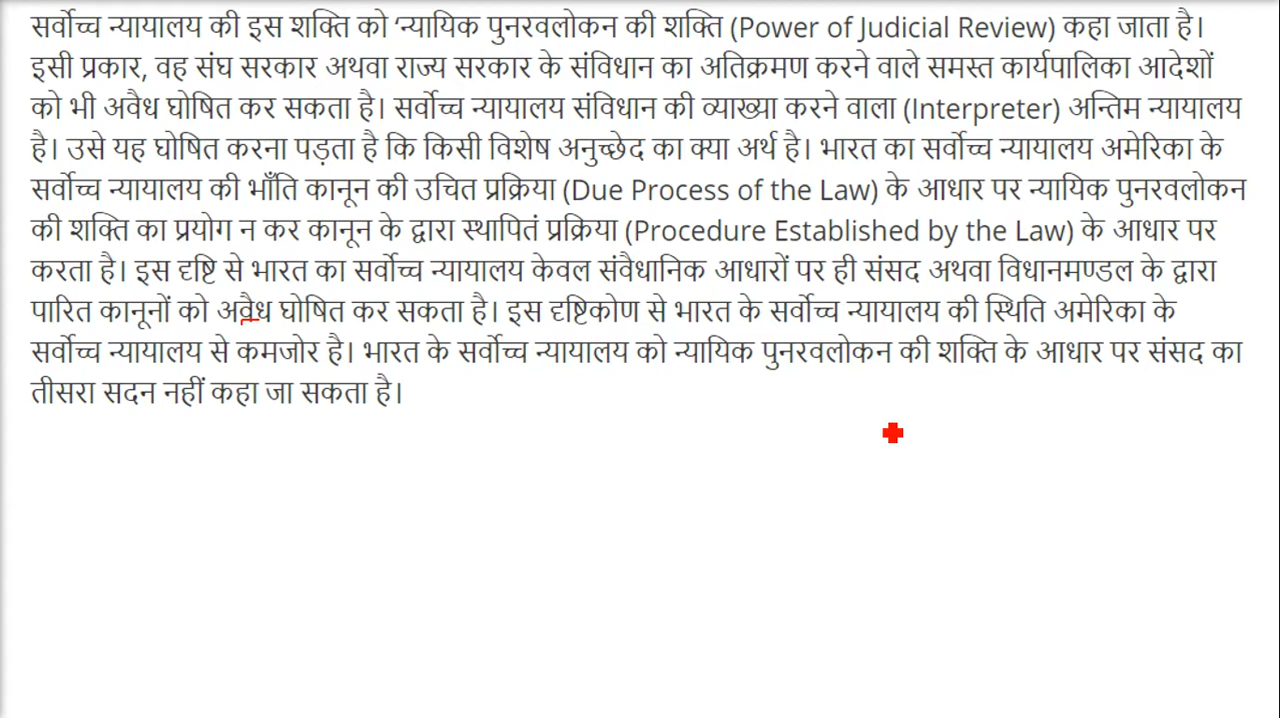 सर्वोच्च न्यायालय की इस शक्ति को ‘न्यायिक पुनरवलोकन की शक्ति (Power of Judicial Review) कहा जाता है।
इसी प्रकार, वह संघ सरकार अथवा राज्य सरकार के संविधान का अतिक्रमण करने वाले समस्त कार्यपालिका आदेशों
को भी अवैध घोषित कर सकता है। सर्वोच्च न्यायालय संविधान की व्याख्या करने वाला (Interpreter) अन्तिम न्यायालय
है। उसे यह घोषित करना पड़ता है कि किसी विशेष अनुच्छेद का क्या अर्थ है। भारत का सर्वोच्च न्यायालय अमेरिका के
सर्वोच्च न्यायालय की भाँति कानून की उचित प्रक्रिया (Due Process of the Law) के आधार पर न्यायिक पुनरवलोकन
की शक्ति का प्रयोग न कर कानून के द्वारा स्थापितं प्रक्रिया (Procedure Established by the Law) के आधार पर
करता है। इस दृष्टि से भारत का सर्वोच्च न्यायालय केवल संवैधानिक आधारों पर ही संसद अथवा विधानमण्डल के द्वारा
पारित कानूनों को अवैध घोषित कर सकता है। इस दृष्टिकोण से भारत के सर्वोच्च न्यायालय की स्थिति अमेरिका के
सर्वोच्च न्यायालय से कमजोर है। भारत के सर्वोच्च न्यायालय को न्यायिक पुनरवलोकन की शक्ति के आधार पर संसद का
तीसरा सदन नहीं कहा जा सकता है।